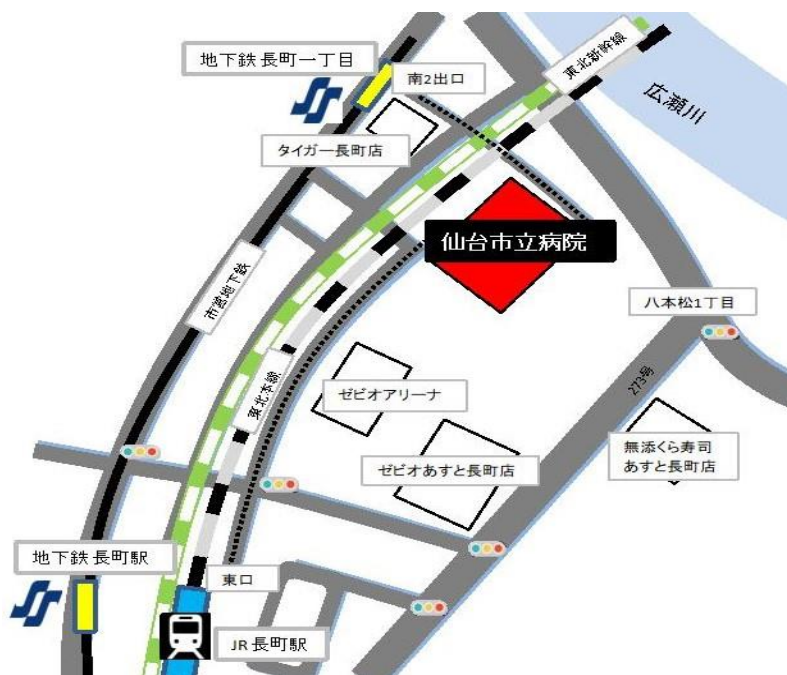 東北新幹線
地下鉄長町一丁目
南2出口
広瀬川
タイガー長町店
仙台市立病院
市営地下鉄
八本松1丁目
東北本線
273号
ゼビオアリーナ
無添くら寿司
あすと長町店
ゼビオあすと長町店
地下鉄長町駅
東口
JR長町駅